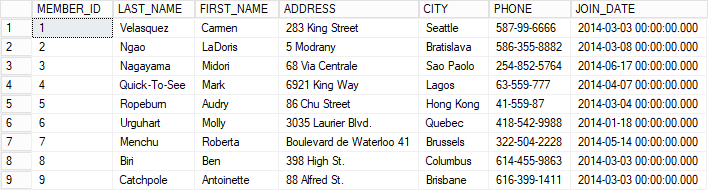 MEMBER_ID LAST_NAME FIRST_NAME ADDRESS CITY PHONE JOIN_DATE
1 1 Velasquez Carmen 283 King Street Seattle 587-99-6666 2014-03-03 00:00:00.000
2 2 Ngao LaDoris 5 Modrany Bratislava 586-355-8882 2014-03-08 00:00:00.000
3 3 Nagayama Midori 68 Via Centrale Sao Paolo 254-852-5764 2014-06-17 00:00:00.000
4 4 Quick-To-See Mark 6921 King Way Lagos 63-559-777 2014-04-07 00:00:00.000
5 5 Ropeburn Audry 86 Chu Street Hong Kong 41-559-87 2014-03-04 00:00:00.000
6 6 Urguhart Molly 3035 Laurier Blvd. Quebec 418-542-9988 2014-01-18 00:00:00.000
7 7 Menchu Roberta Boulevard de Waterloo 41 Brussels 322-504-2228 2014-05-14 00:00:00.000
8 8 Biri Ben 398 High St. Columbus 614-455-9863 2014-03-03 00:00:00.000
9 9 Catchpole Antoinette 88 Alfred St. Brisbane 616-399-1411 2014-03-03 00:00:00.000